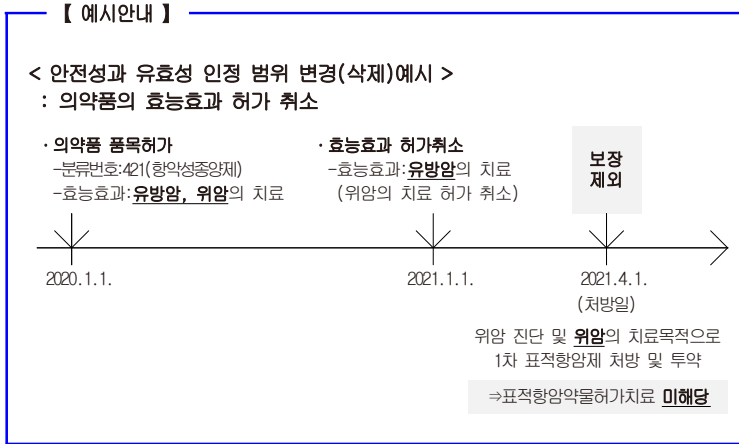 【 예시안내 】
< 안전성과 유효성 인정 범위 변경(삭제)예시 >
: 의약품의 효능효과 허가 취소
· 의약품 품목허가
-분류번호:421(항악성종양제)
-효능효과:유방암, 위암의 치료
· 효능효과 허가취소
-효능효과:유방암의 치료
(위암의 치료 허가 취소)
보장
제외
2020.1.1.
2021.1.1.
2021.4.1.
(처방일)
위암 진단 및 위암의 치료목적으로
1차 표적항암제 처방 및 투약
⇒표적항암약물허가치료 미해당